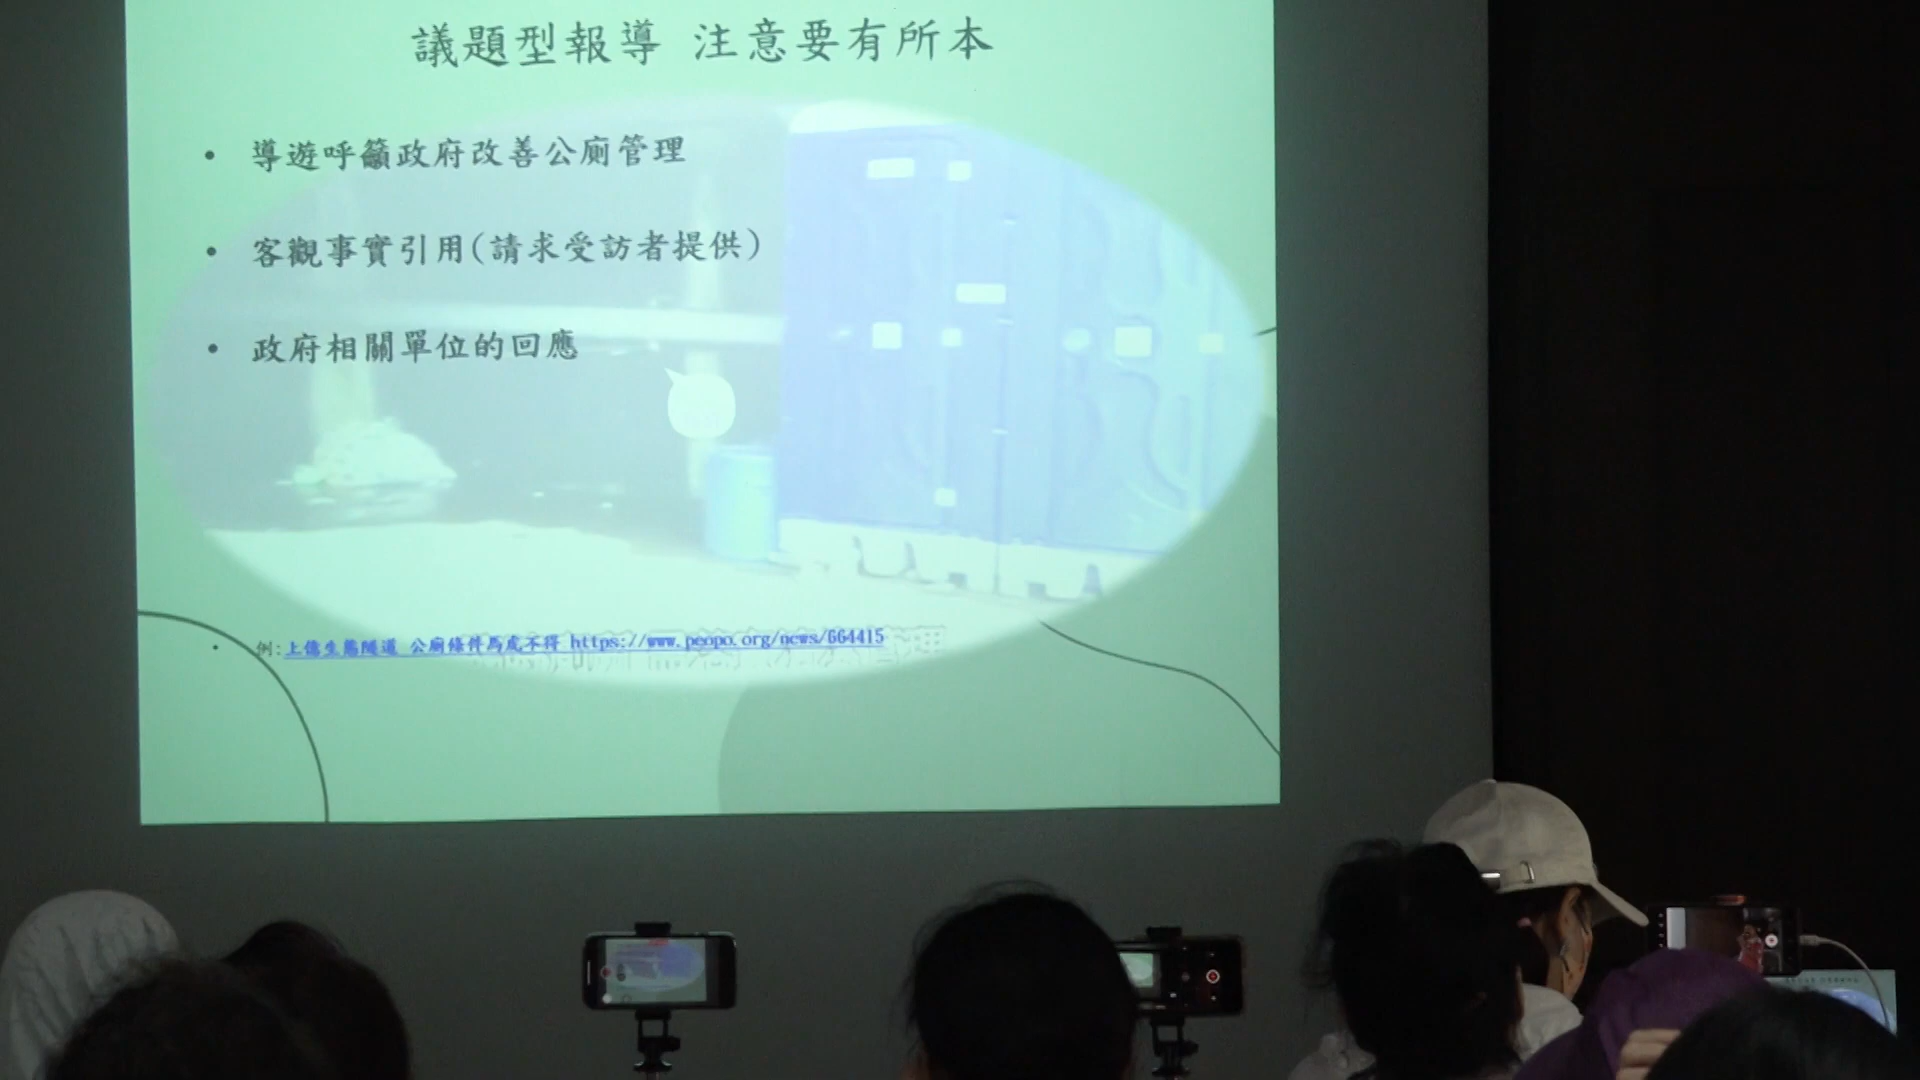 議題型報導 注意要有所本
• 導遊呼籲政府改善公廁管理
• 客觀事實引用(請求受訪者提供)
• 政府相關單位的回應
• 例:上億生態隧道 公廁條件馬虎不得 https://www.peopo.org/news/664415